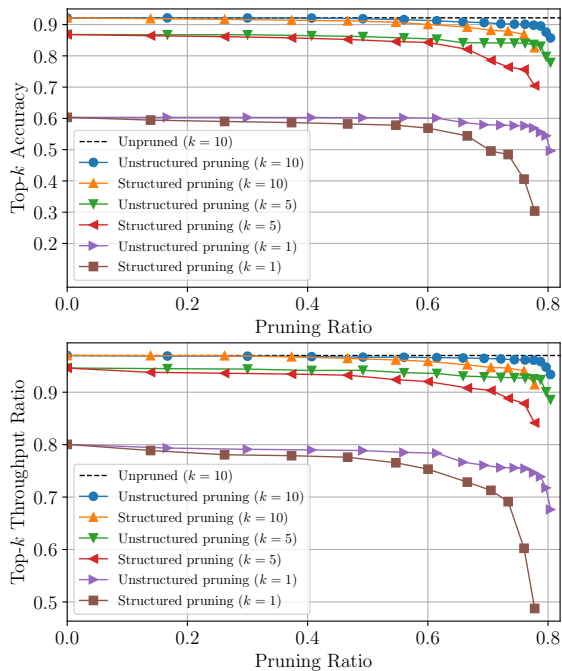 0.9
0.8
0.7
0.6
0.5
0.4
0.3
0.2
Top-k Accuracy
Unpruned (k = 10)
Unstructured pruning (k = 10)
Structured pruning (k = 10)
Unstructured pruning (k = 5)
Structured pruning (k = 5)
Unstructured pruning (k = 1)
Structured pruning (k = 1)
0.0 0.2 0.4 0.6 0.8
Pruning Ratio
0.9
0.8
0.7
0.6
0.5
Top-k Throughput Ratio
Unpruned (k = 10)
Unstructured pruning (k = 10)
Structured pruning (k = 10)
Unstructured pruning (k = 5)
Structured pruning (k = 5)
Unstructured pruning (k = 1)
Structured pruning (k = 1)
0.0 0.2 0.4 0.6 0.8
Pruning Ratio